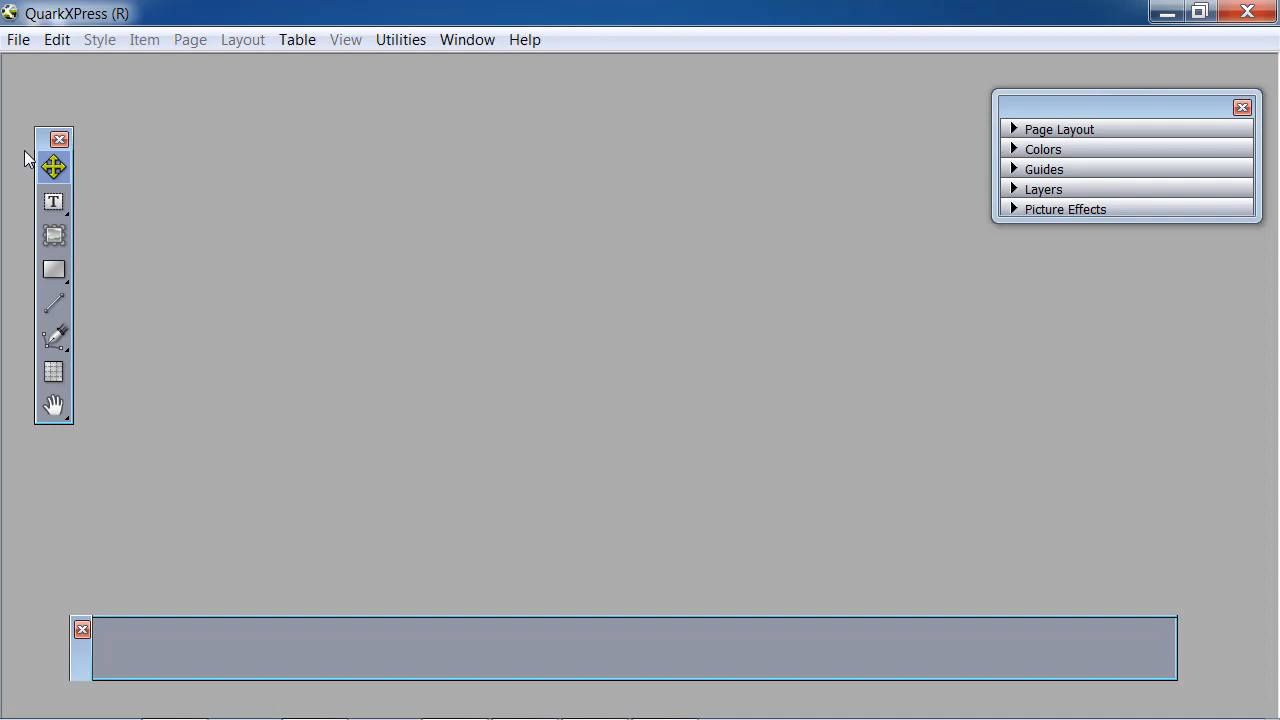 QuarkXPress (R)
File Edit Style Item Page Layout Table View Utilities Window Help
Page Layout
Colors
Guides
Layers
Picture Effects
T